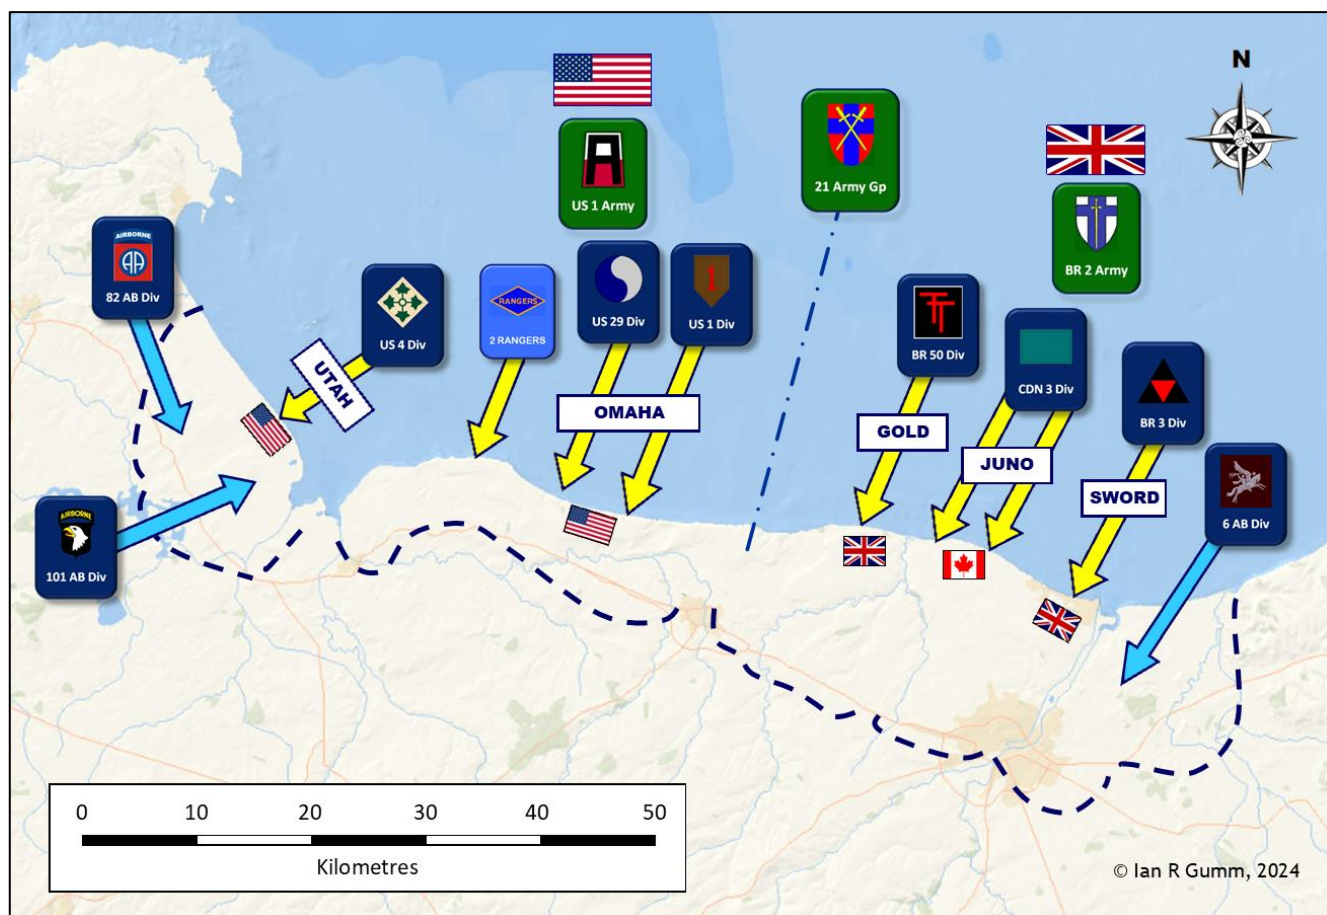 N
US 1 Army
21 Army Gp
BR 2 Army
AIRBORNE
82 AB Div
US 4 Div
RANGERS
2 RANGERS
US 29 Div
US 1 Div
BR 50 Div
CDN 3 Div
BR 3 Div
6 AB Div
AIRBORNE
101 AB Div
UTAH
OMAHA
GOLD
JUNO
SWORD
0 10 20 30 40 50
Kilometres
© Ian R Gumm, 2024